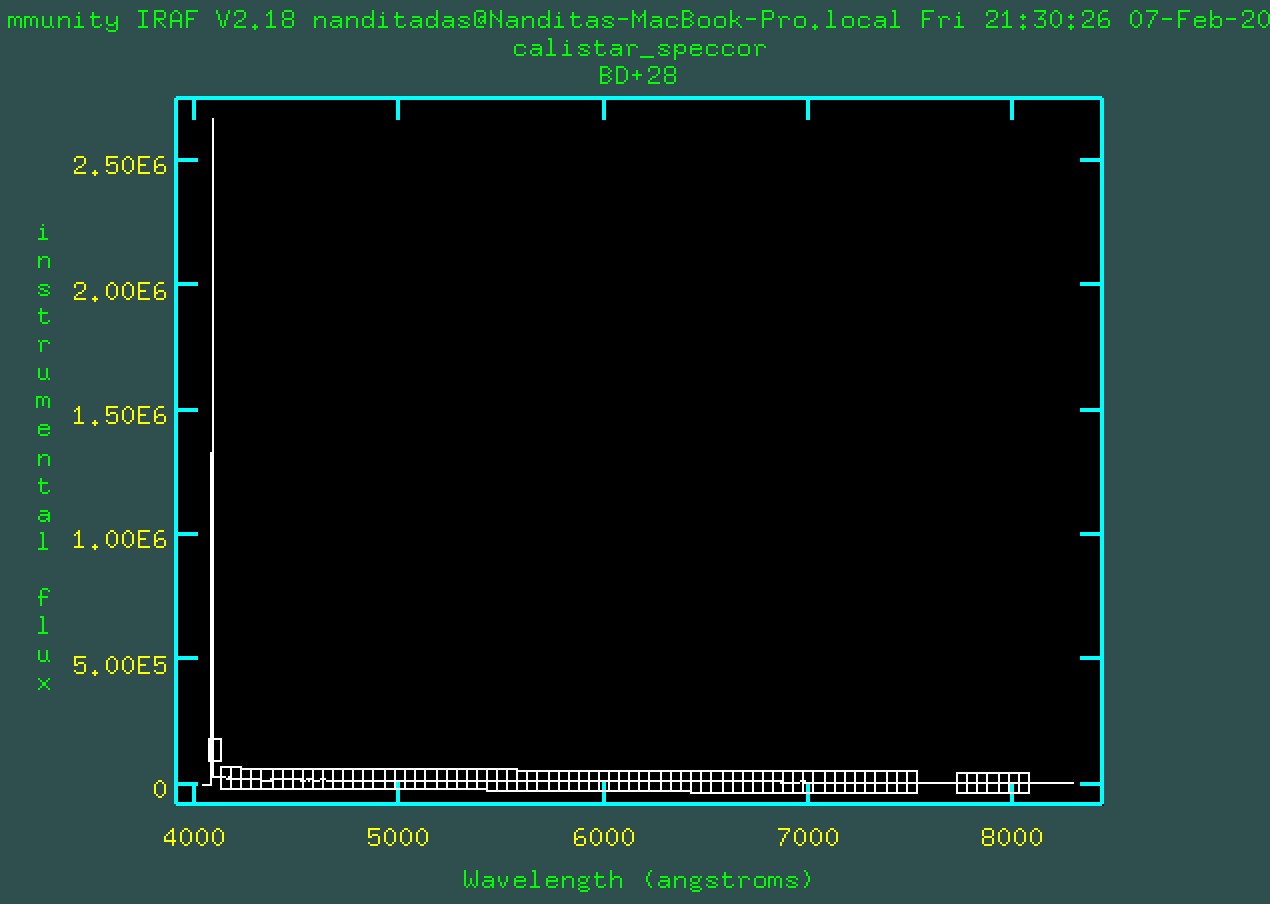 mmunity IRAF V2.18 nanditadas@Nanditas-MacBook-Pro.local Fri 21:30:26 07-Feb-20
calistar_speccor
BD+28
2.50E6
2.00E6
1.50E6
1.00E6
5.00E5
0
instrumental flux
4000 5000 6000 7000 8000
Wavelength (angstroms)